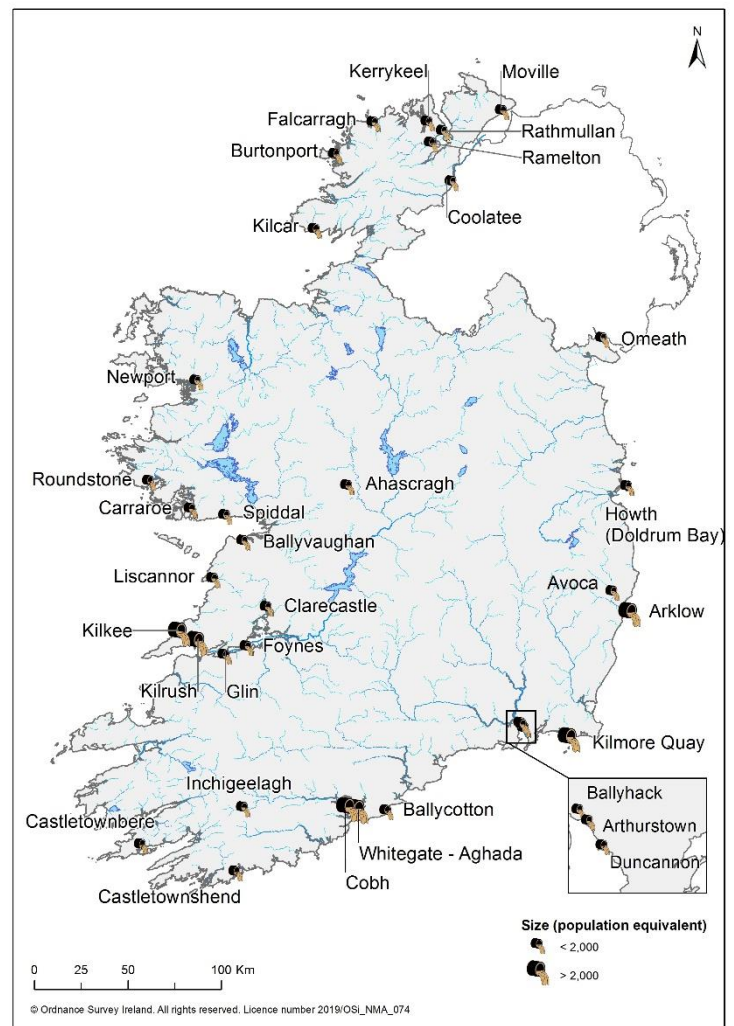 N
Kerrykeel
Moville
Falcarragh
Rathmullan
Burtonport
Ramelton
Coolatee
Kilcar
Omeath
Newport
Roundstone
Ahascragh
Carraroe
Spiddal
Howth
(Doldrum Bay)
Ballyvaughan
Liscannor
Avoca
Clarecastle
Arklow
Kilkee
Foynes
Kilrush
Glin
Kilmore Quay
Inchigeelagh
Ballyhack
Ballycotton
Castletownbere
Arthurstown
Whitegate - Aghada
Duncannon
Cobh
Castletownshend
Size (population equivalent)
< 2,000
> 2,000
0 25 50 100 Km
© Ordnance Survey Ireland. All rights reserved. Licence number 2019/OSi_NMA_074